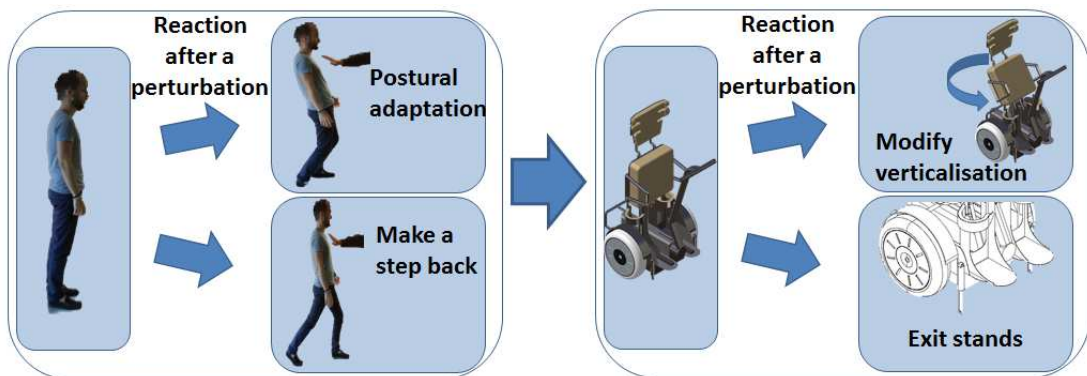 Reaction
after a
perturbation
Postural
adaptation
Make a
step back
Reaction
after a
perturbation
Modify
verticalisation
Exit stands